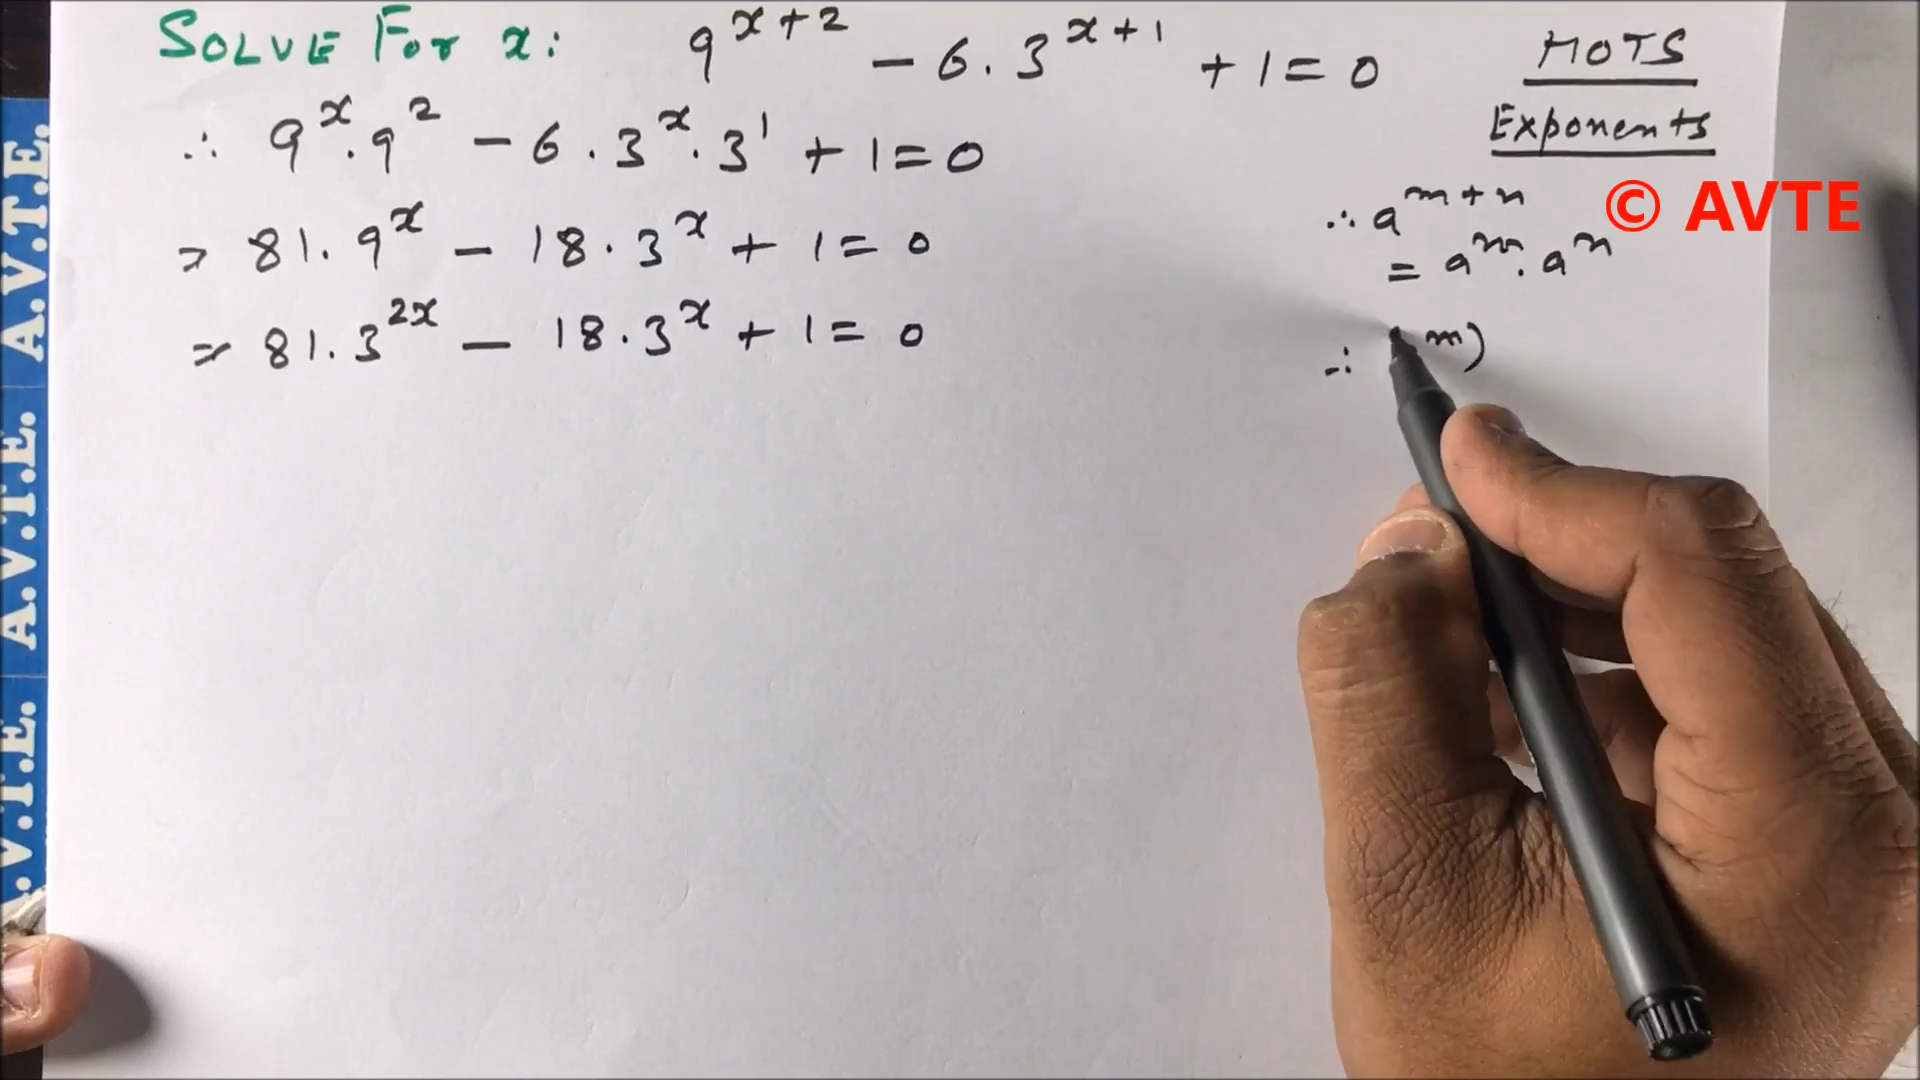 SOLVE For x: 9^{x+2} - 6.3^{x+1} + 1 = 0
∴ 9^x . 9^2 - 6 . 3^x . 3^1 + 1 = 0
⇒ 81 . 9^x - 18 . 3^x + 1 = 0
⇒ 81 . 3^{2x} - 18 . 3^x + 1 = 0
HOTS
Exponents
© AVTE
∴ a^{m+n}
= a^m . a^n
∴ m)
A.V.T.E.
A.V.T.E.
A.V.T.E.
.V.T.E.